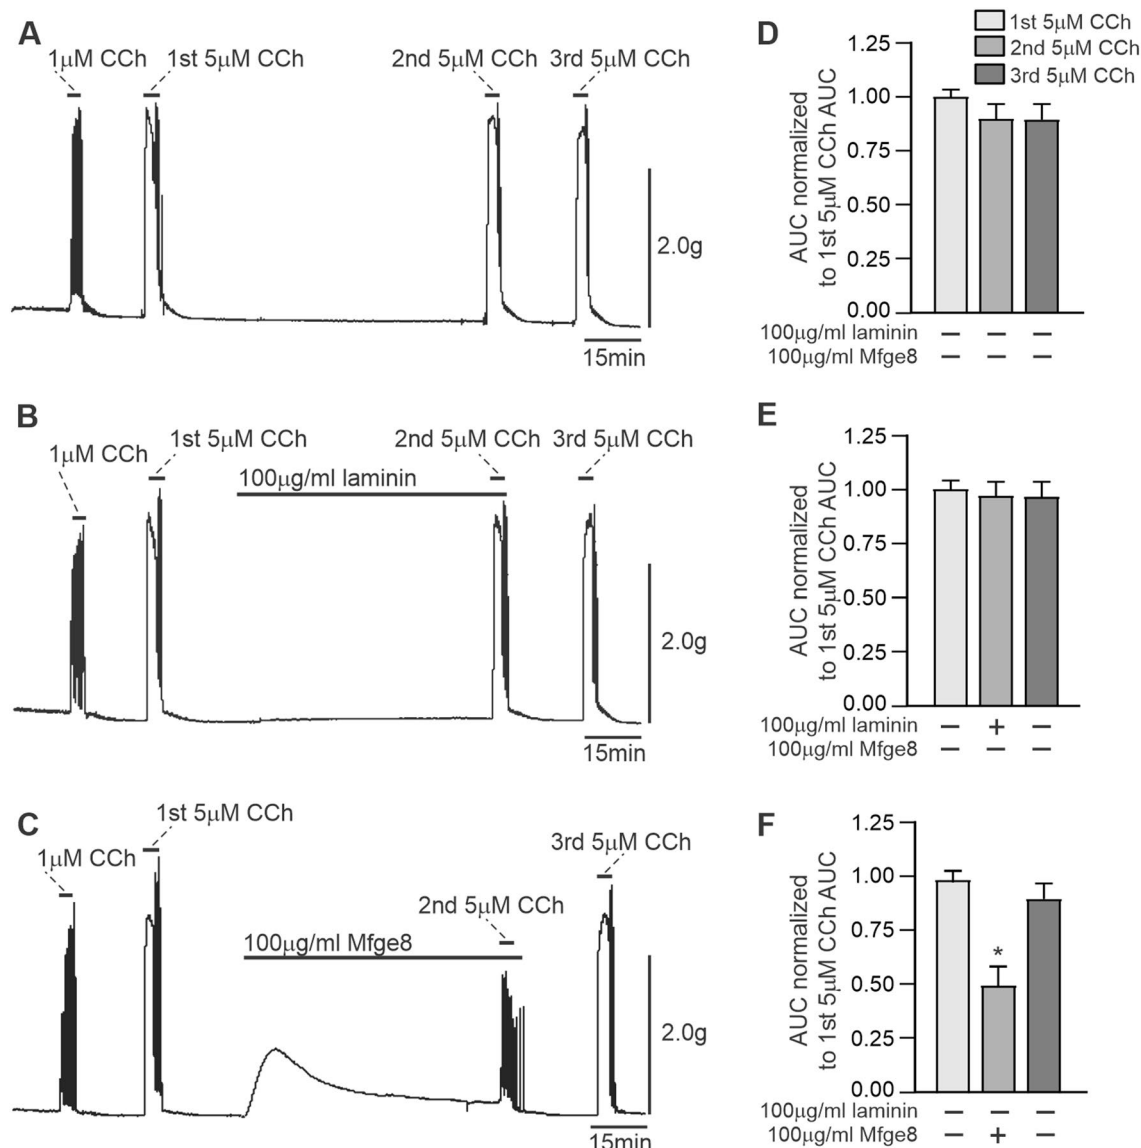 A
1μM CCh
1st 5μM CCh
2nd 5μM CCh
3rd 5μM CCh
2.0g
15min
D
1st 5μM CCh
2nd 5μM CCh
3rd 5μM CCh
AUC normalized
to 1st 5μM CCh AUC
1.25
1.00
0.75
0.50
0.25
0.00
100μg/ml laminin − − −
100μg/ml Mfge8 − − −
B
1μM CCh
1st 5μM CCh
100μg/ml laminin
2nd 5μM CCh
3rd 5μM CCh
2.0g
15min
E
AUC normalized
to 1st 5μM CCh AUC
1.25
1.00
0.75
0.50
0.25
0.00
100μg/ml laminin − + −
100μg/ml Mfge8 − − −
C
1μM CCh
1st 5μM CCh
100μg/ml Mfge8
2nd 5μM CCh
3rd 5μM CCh
2.0g
15min
F
AUC normalized
to 1st 5μM CCh AUC
1.25
1.00
0.75
0.50
0.25
0.00
*
100μg/ml laminin − − −
100μg/ml Mfge8 − + −